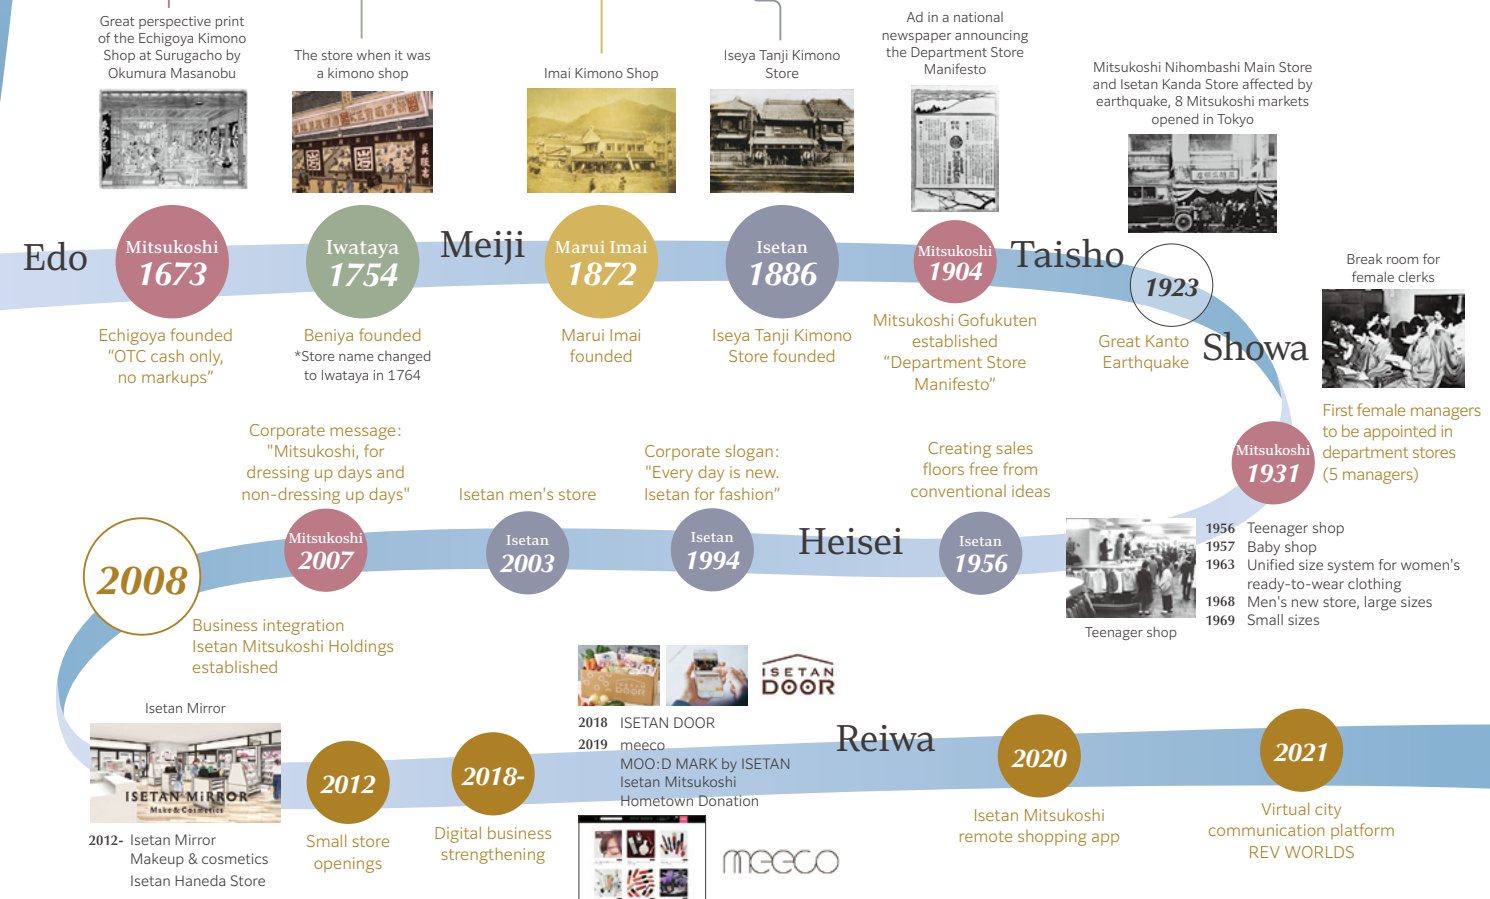 Great perspective print
of the Echigoya Kimono
Shop at Surugacho by
Okumura Masanobu
The store when it was
a kimono shop
Imai Kimono Shop
Iseya Tanji Kimono
Store
Ad in a national
newspaper announcing
the Department Store
Manifesto
Mitsukoshi Nihombashi Main Store
and Isetan Kanda Store affected by
earthquake, 8 Mitsukoshi markets
opened in Tokyo
Edo
Mitsukoshi
1673
Echigoya founded
“OTC cash only,
no markups”
Iwataya
1754
Beniya founded
*Store name changed
to Iwataya in 1764
Meiji
Marui Imai
1872
Marui Imai
founded
Isetan
1886
Iseya Tanji Kimono
Store founded
Mitsukoshi
1904
Mitsukoshi Gofukuten
established
“Department Store
Manifesto”
Taisho
1923
Great Kanto
Earthquake
Showa
Break room for
female clerks
Mitsukoshi
1931
First female managers
to be appointed in
department stores
(5 managers)
1956 Teenager shop
1957 Baby shop
1963 Unified size system for women's
ready-to-wear clothing
1968 Men's new store, large sizes
1969 Small sizes
Teenager shop
Creating sales
floors free from
conventional ideas
Isetan
1956
Heisei
Corporate slogan:
"Every day is new.
Isetan for fashion”
Isetan
1994
Isetan men's store
Isetan
2003
Corporate message:
"Mitsukoshi, for
dressing up days and
non-dressing up days"
Mitsukoshi
2007
2008
Business integration
Isetan Mitsukoshi Holdings
established
Isetan Mirror
ISETAN MiRROR
Make & Cosmetics
2012- Isetan Mirror
Makeup & cosmetics
Isetan Haneda Store
2012
Small store
openings
2018-
Digital business
strengthening
ISETAN
DOOR
ISETAN
DOOR
2018 ISETAN DOOR
2019 meeco
MOO:D MARK by ISETAN
Isetan Mitsukoshi
Hometown Donation
meeco
Reiwa
2020
Isetan Mitsukoshi
remote shopping app
2021
Virtual city
communication platform
REV WORLDS